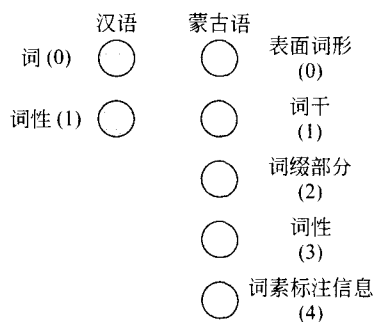 汉语 蒙古语
词 (0) 表面词形
(0)
词性 (1) 词干
(1)
词缀部分
(2)
词性
(3)
词素标注信息
(4)